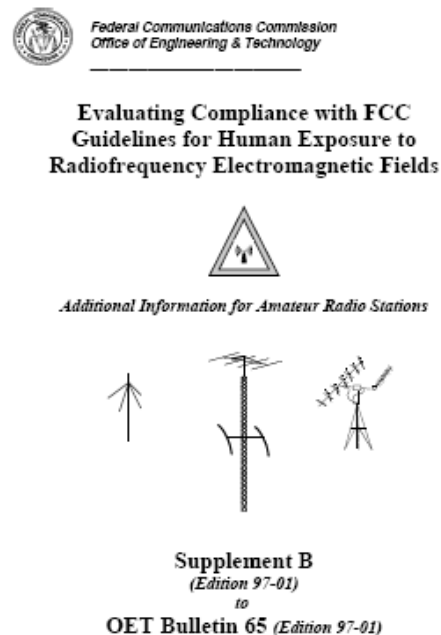 Federal Communications Commission
Office of Engineering & Technology
Evaluating Compliance with FCC
Guidelines for Human Exposure to
Radiofrequency Electromagnetic Fields
Additional Information for Amateur Radio Stations
Supplement B
(Edition 97-01)
to
OET Bulletin 65 (Edition 97-01)